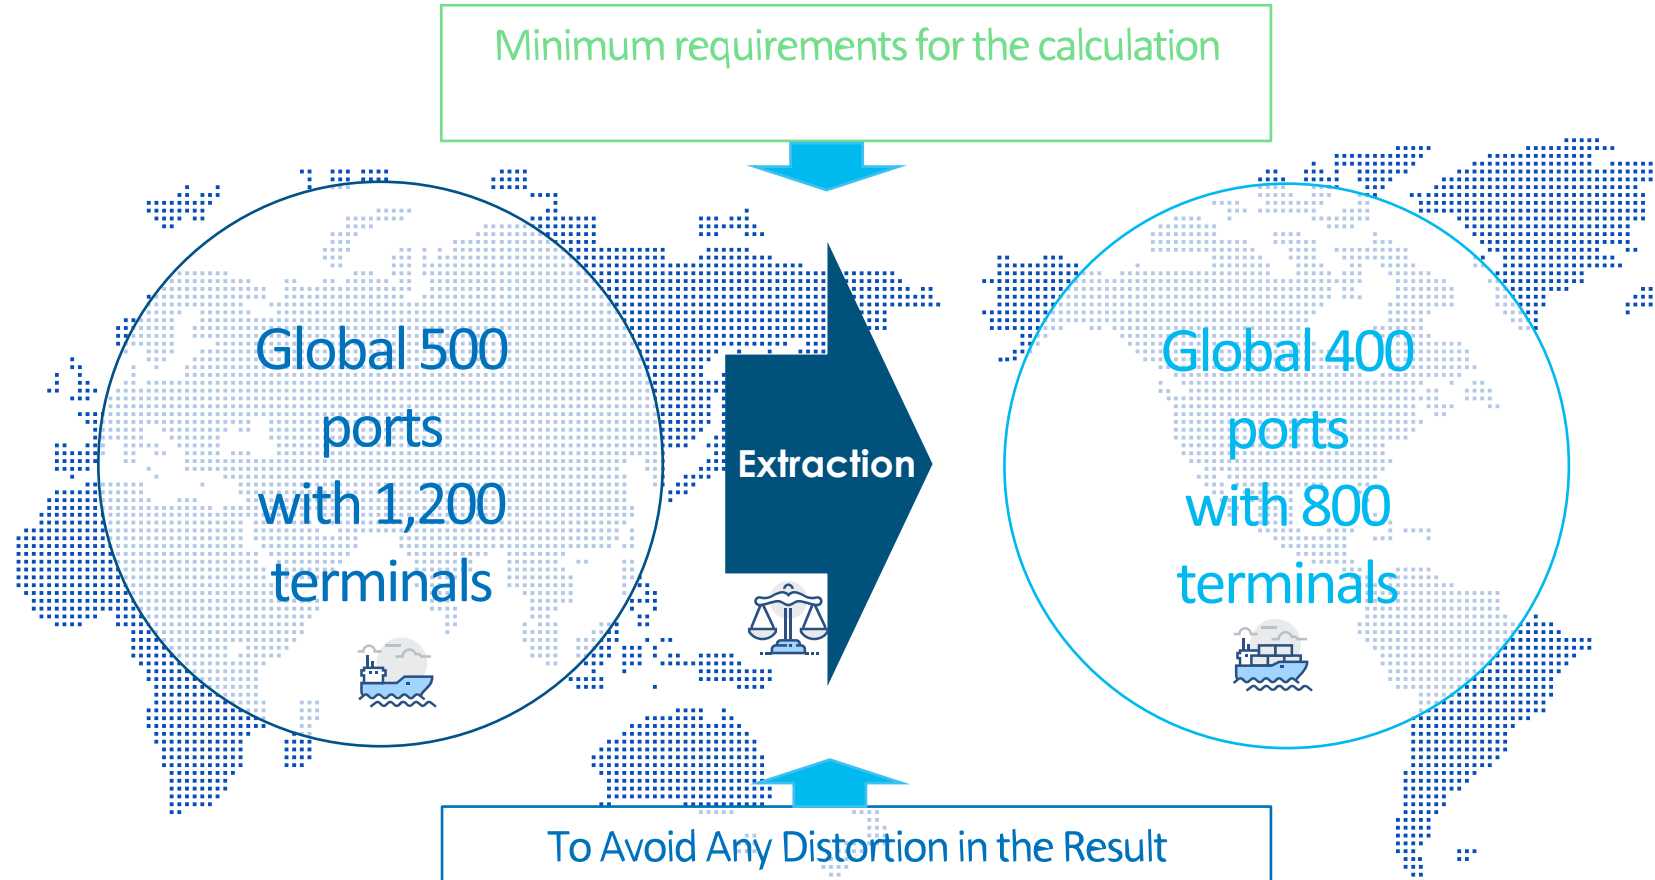 Minimum requirements for the calculation
Global 500
ports
with 1,200
terminals
Extraction
Global 400
ports
with 800
terminals
To Avoid Any Distortion in the Result